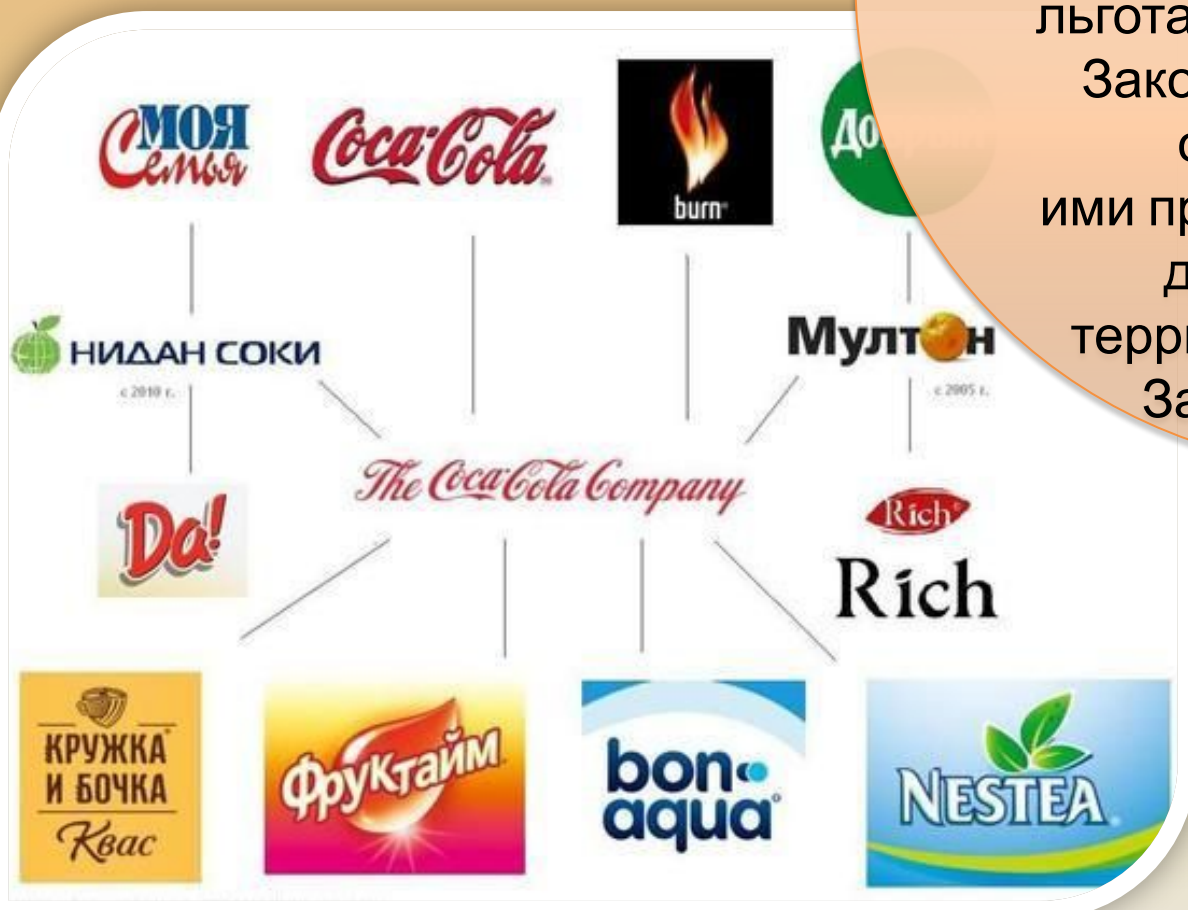 льгота
Зако
ими пр
д
терр
За
МОЯ
Семья
Coca-Cola
burn
До
НИДАН СОКИ
с 2010 г.
Мултон
с 2005 г.
The Coca-Cola Company
Da!
Rich
Rich
КРУЖКА
И БОЧКА
Квас
Фруктайм
bon
aqua
NESTEA